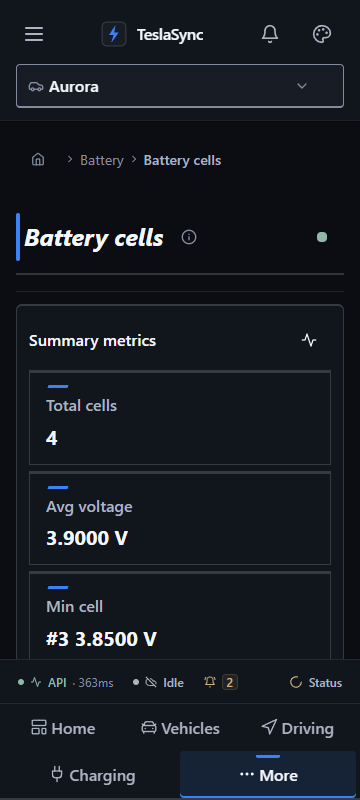 TeslaSync
Aurora
Battery
Battery cells
Battery cells
Summary metrics
Total cells
4
Avg voltage
3.9000 V
Min cell
#3 3.8500 V
API · 363ms
Idle
2
Status
Home
Vehicles
Driving
Charging
More